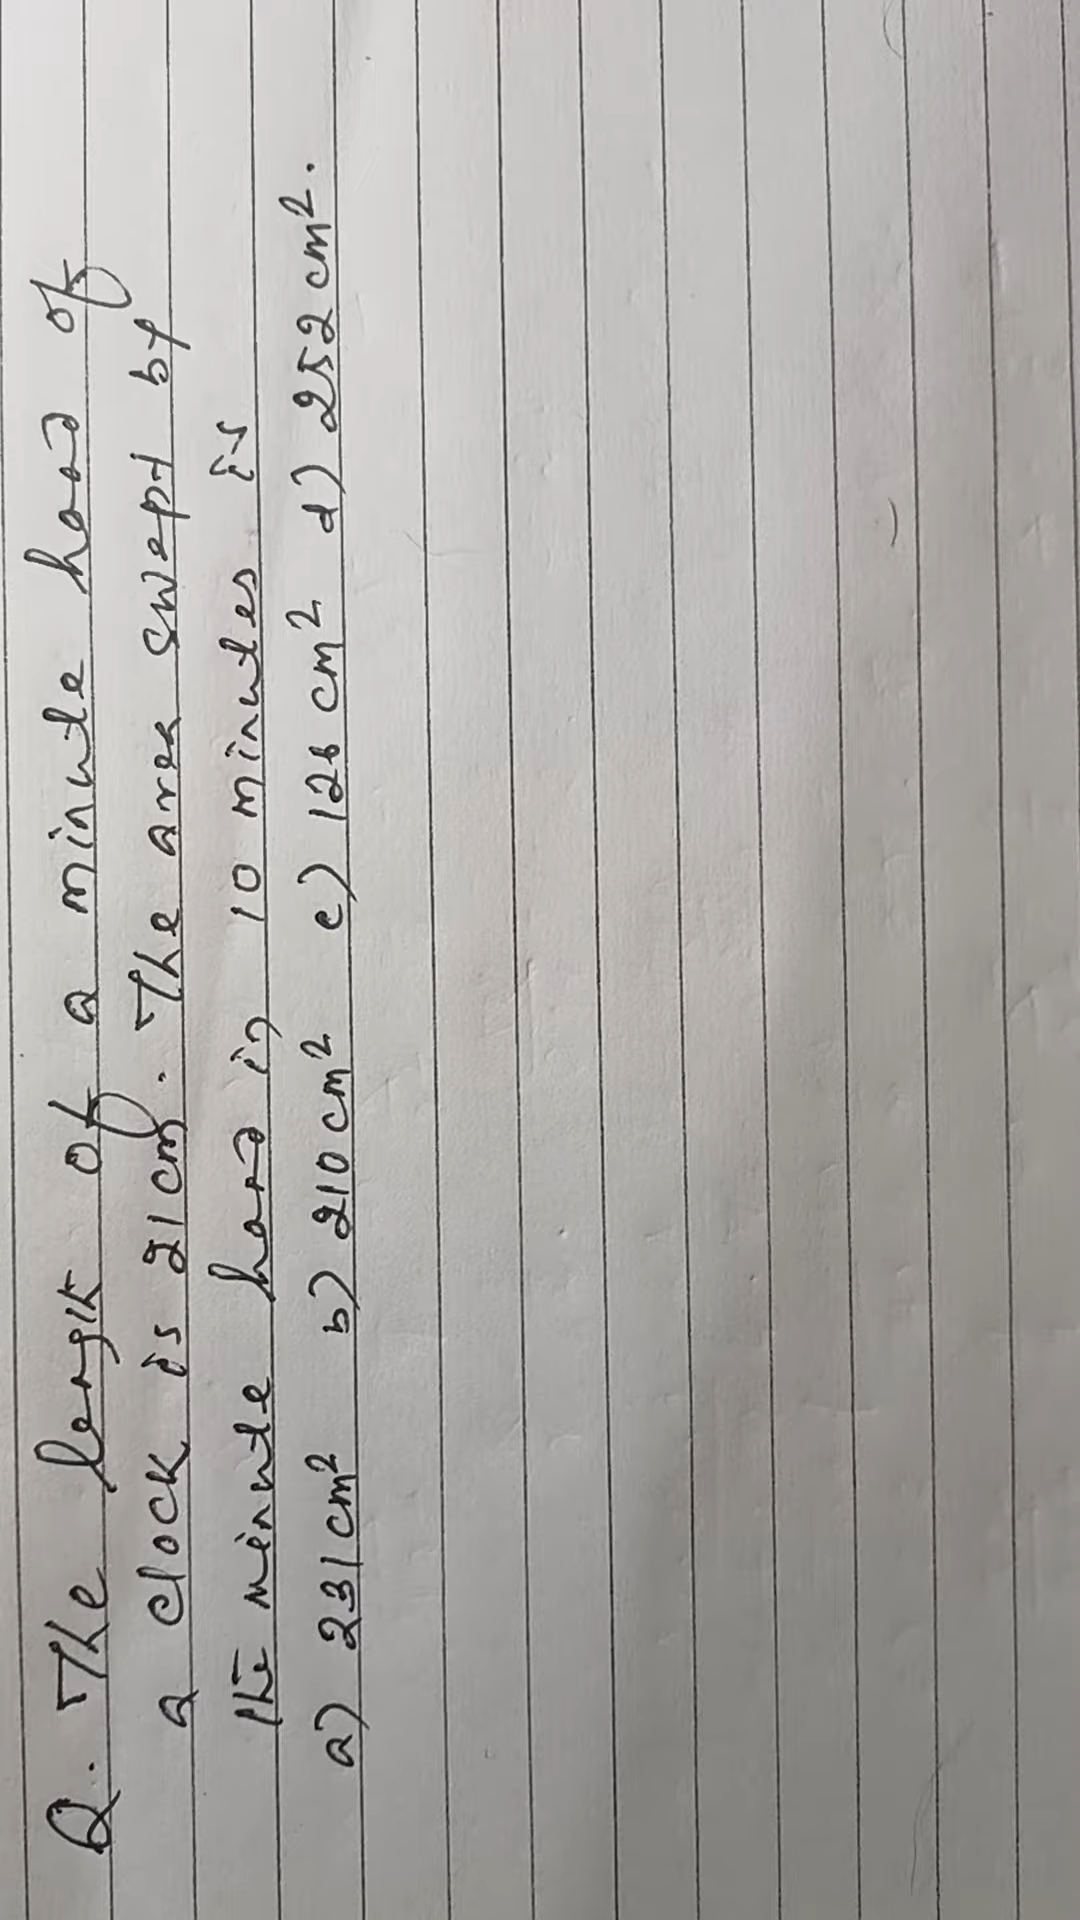 Q. The length of a minute hand of
a clock is 21cm. The area swept by
the minute hand in 10 minutes is
a) 231 cm² b) 210 cm² c) 126 cm² d) 252 cm².